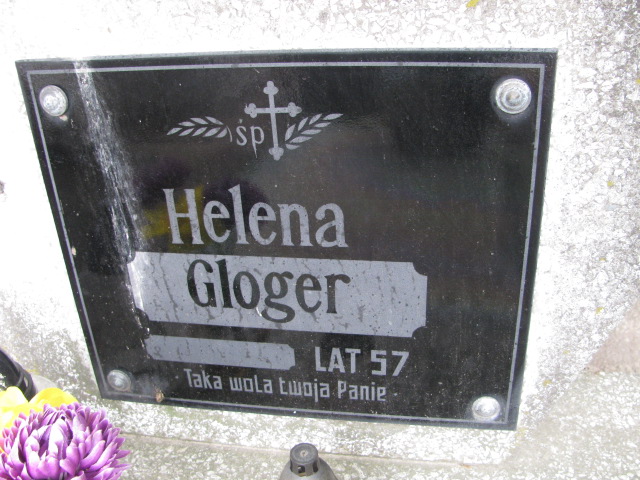 śp
Helena
Gloger
LAT 57
Taka wola twoja Panie